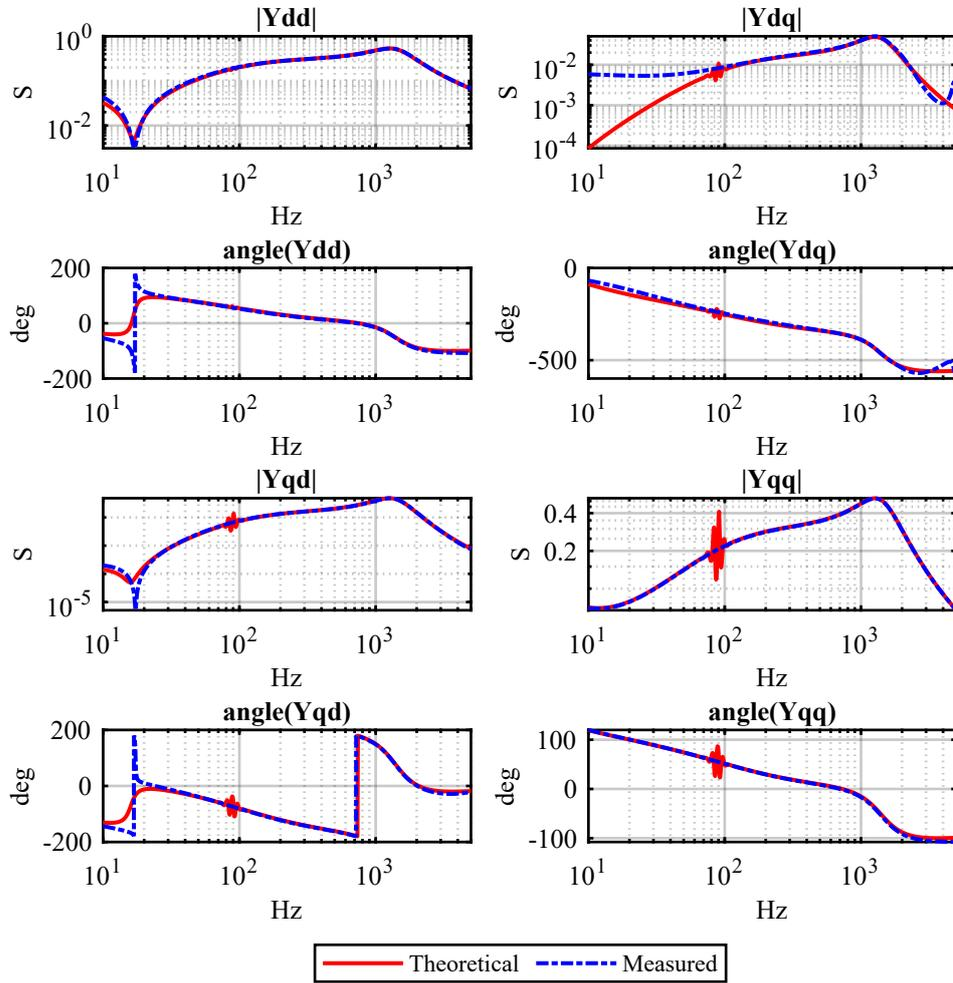 |Ydd|
10^0
10^-2
S
10^1 10^2 10^3
Hz
|Ydq|
10^-2
10^-3
10^-4
S
10^1 10^2 10^3
Hz
angle(Ydd)
200
0
-200
deg
10^1 10^2 10^3
Hz
angle(Ydq)
0
-500
deg
10^1 10^2 10^3
Hz
|Yqd|
10^-5
S
10^1 10^2 10^3
Hz
|Yqq|
0.4
0.2
S
10^1 10^2 10^3
Hz
angle(Yqd)
200
0
-200
deg
10^1 10^2 10^3
Hz
angle(Yqq)
100
0
-100
deg
10^1 10^2 10^3
Hz
Theoretical Measured